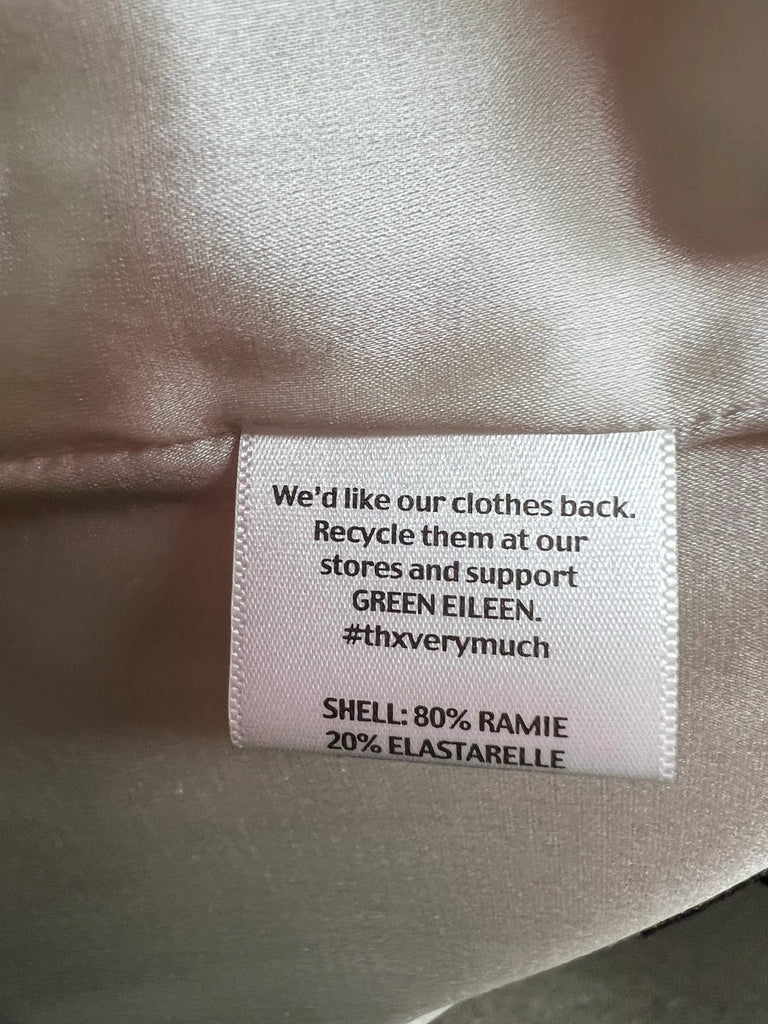 We'd like our clothes back.
Recycle them at our
stores and support
GREEN EILEEN.
#thxverymuch
SHELL: 80% RAMIE
20% ELASTARELLE